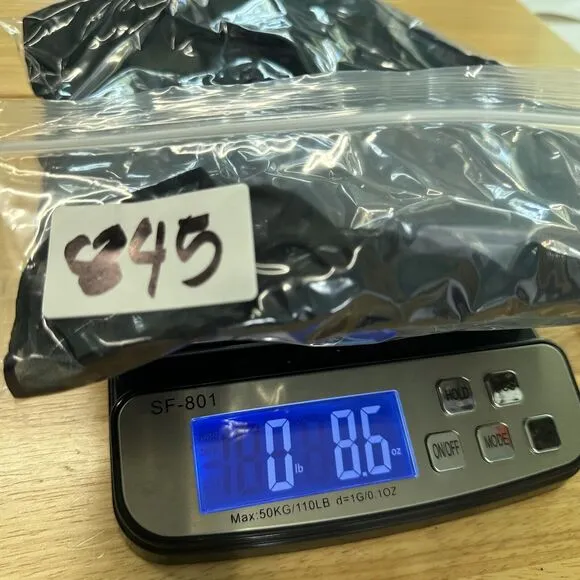 845
SF-801
0 lb 8.6 oz
HOLD
ON/OFF MODE
Max:50KG/110LB d=1G/0.1OZ